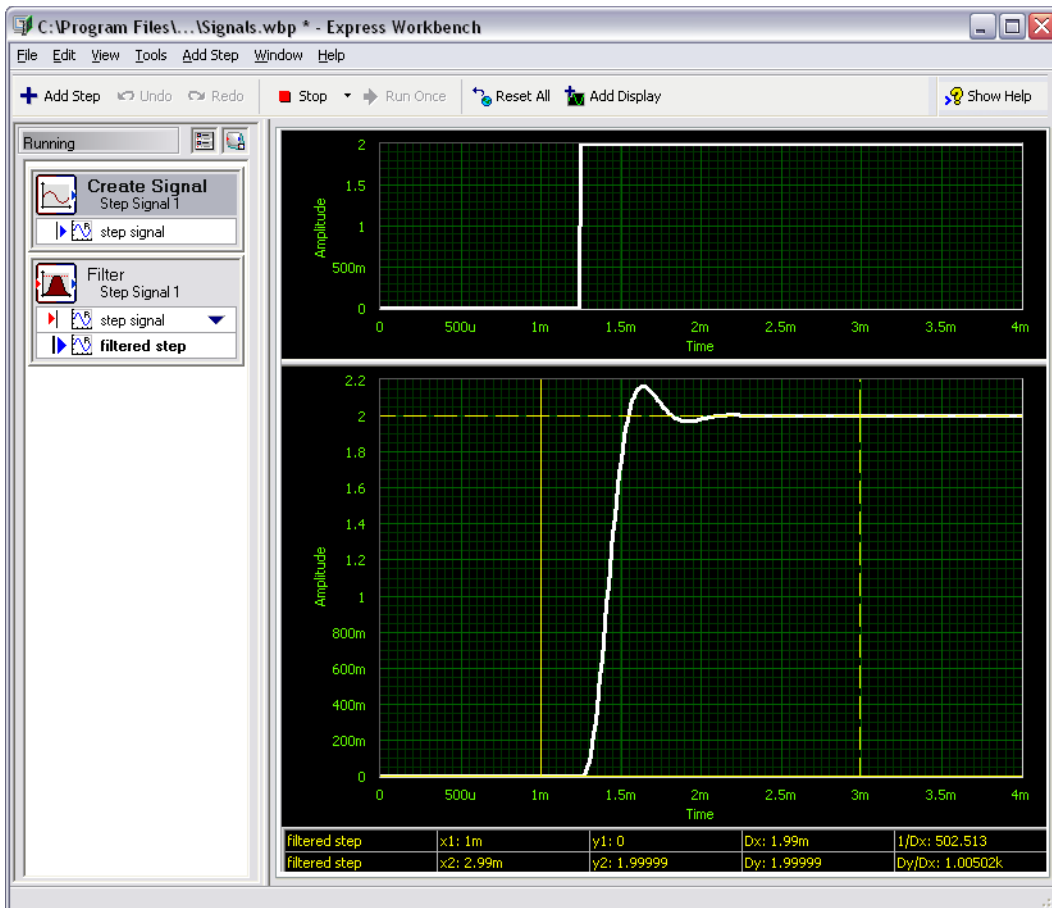 C:\Program Files\...\Signals.wbp * - Express Workbench
File Edit View Tools Add Step Window Help
Add Step Undo Redo Stop Run Once Reset All Add Display Show Help
Running
Create Signal
Step Signal 1
step signal
Filter
Step Signal 1
step signal
filtered step
2
1.5
1
500m
0
Amplitude
0 500u 1m 1.5m 2m 2.5m 3m 3.5m 4m
Time
2.2
2
1.8
1.6
1.4
1.2
1
800m
600m
400m
200m
0
Amplitude
0 500u 1m 1.5m 2m 2.5m 3m 3.5m 4m
Time
filtered step x1: 1m y1: 0 Dx: 1.99m 1/Dx: 502.513
filtered step x2: 2.99m y2: 1.99999 Dy: 1.99999 Dy/Dx: 1.00502k